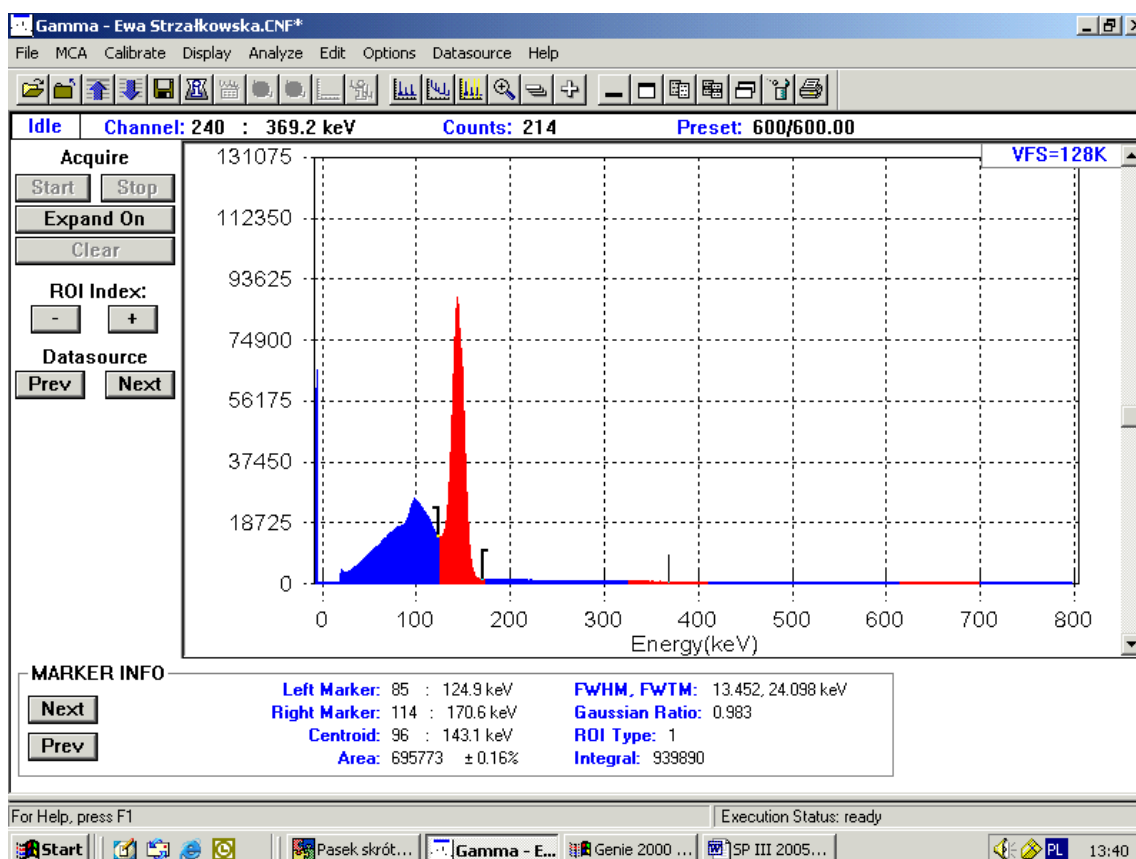 Gamma - Ewa Strzałkowska.CNF*
File MCA Calibrate Display Analyze Edit Options Datasource Help
Idle Channel: 240 : 369.2 keV Counts: 214 Preset: 600/600.00
Acquire
Start Stop
Expand On
Clear
ROI Index:
- +
Datasource
Prev Next
VFS=128K
131075
112350
93625
74900
56175
37450
18725
0
0 100 200 300 400 500 600 700 800
Energy(keV)
MARKER INFO
Next
Prev
Left Marker: 85 : 124.9 keV FWHM, FWTM: 13.452, 24.098 keV
Right Marker: 114 : 170.6 keV Gaussian Ratio: 0.983
Centroid: 96 : 143.1 keV ROI Type: 1
Area: 695773 ± 0.16% Integral: 939890
For Help, press F1 Execution Status: ready
Start Pasek skrót... Gamma - E... Genie 2000 ... SP III 2005... PL 13:40